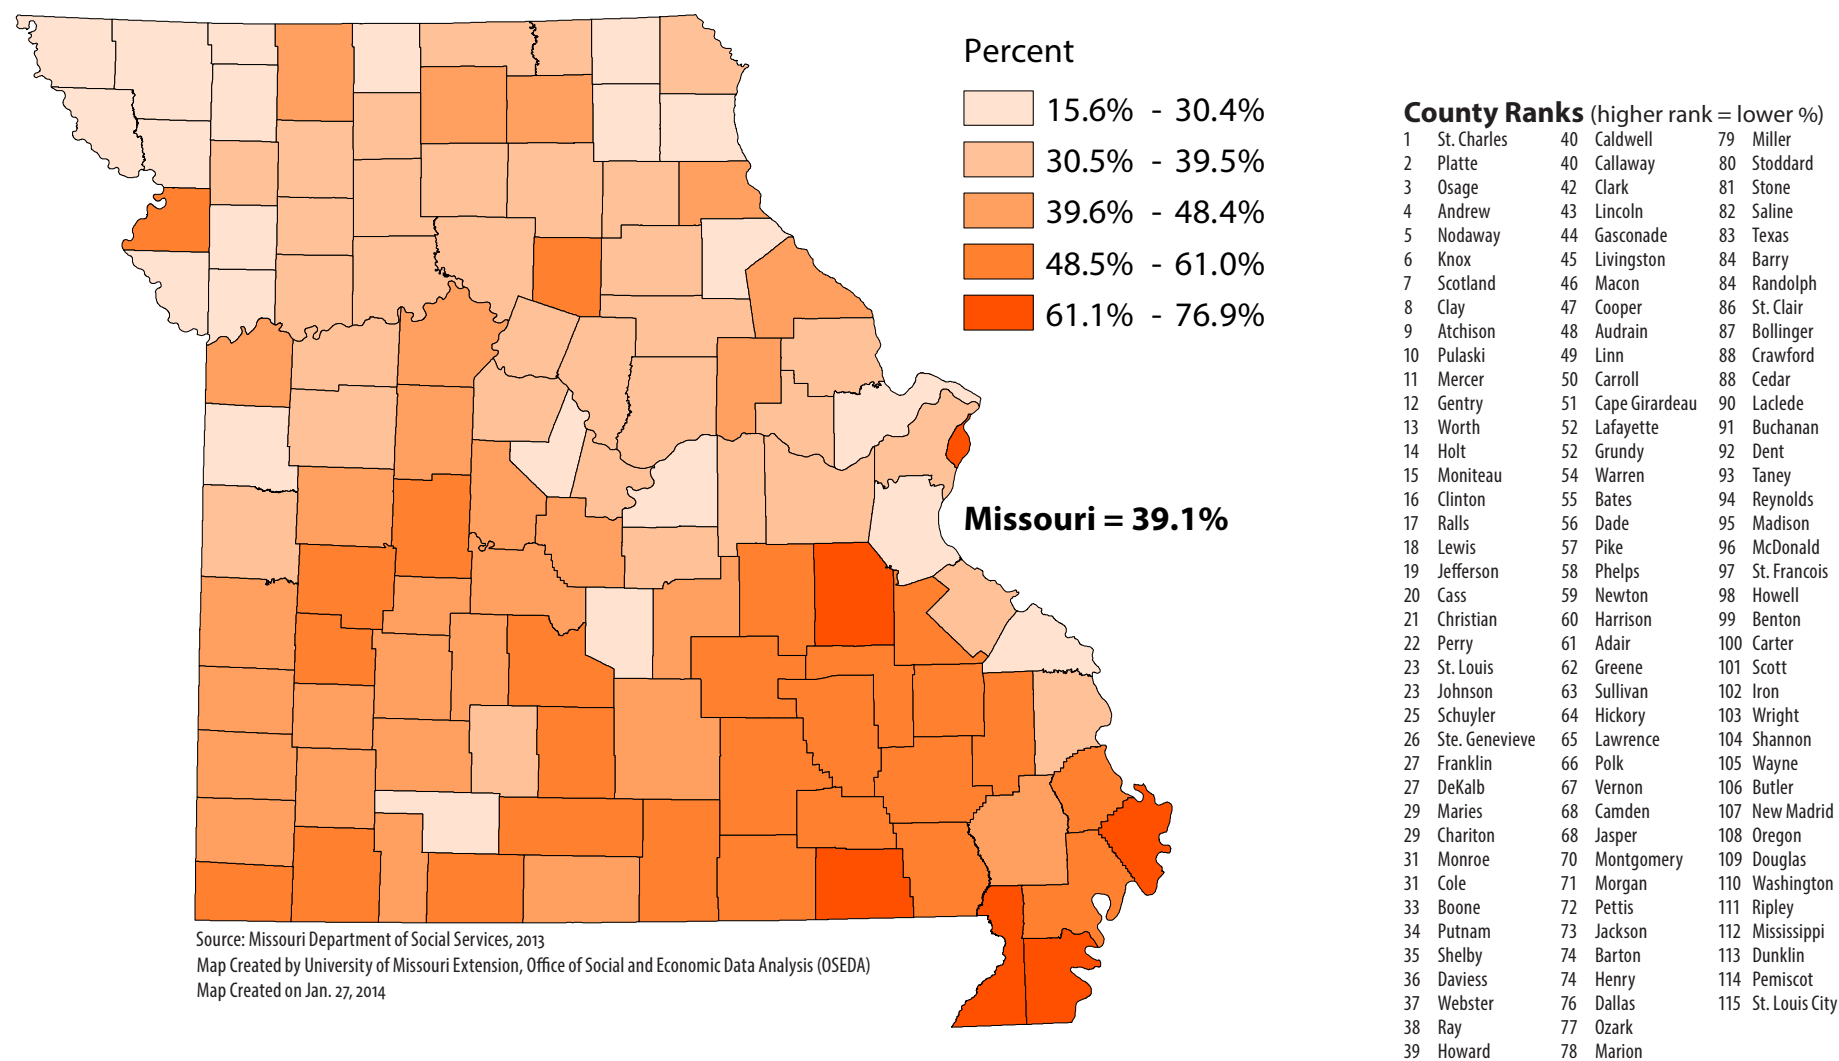 Percent
15.6% - 30.4%
30.5% - 39.5%
39.6% - 48.4%
48.5% - 61.0%
61.1% - 76.9%
Missouri = 39.1%
Source: Missouri Department of Social Services, 2013
Map Created by University of Missouri Extension, Office of Social and Economic Data Analysis (OSEDA)
Map Created on Jan. 27, 2014
County Ranks (higher rank = lower %)
1 St. Charles 40 Caldwell 79 Miller
2 Platte 40 Callaway 80 Stoddard
3 Osage 42 Clark 81 Stone
4 Andrew 43 Lincoln 82 Saline
5 Nodaway 44 Gasconade 83 Texas
6 Knox 45 Livingston 84 Barry
7 Scotland 46 Macon 84 Randolph
8 Clay 47 Cooper 86 St. Clair
9 Atchison 48 Audrain 87 Bollinger
10 Pulaski 49 Linn 88 Crawford
11 Mercer 50 Carroll 88 Cedar
12 Gentry 51 Cape Girardeau 90 Laclede
13 Worth 52 Lafayette 91 Buchanan
14 Holt 52 Grundy 92 Dent
15 Moniteau 54 Warren 93 Taney
16 Clinton 55 Bates 94 Reynolds
17 Ralls 56 Dade 95 Madison
18 Lewis 57 Pike 96 McDonald
19 Jefferson 58 Phelps 97 St. Francois
20 Cass 59 Newton 98 Howell
21 Christian 60 Harrison 99 Benton
22 Perry 61 Adair 100 Carter
23 St. Louis 62 Greene 101 Scott
23 Johnson 63 Sullivan 102 Iron
25 Schuyler 64 Hickory 103 Wright
26 Ste. Genevieve 65 Lawrence 104 Shannon
27 Franklin 66 Polk 105 Wayne
27 DeKalb 67 Vernon 106 Butler
29 Maries 68 Camden 107 New Madrid
29 Chariton 68 Jasper 108 Oregon
31 Monroe 70 Montgomery 109 Douglas
31 Cole 71 Morgan 110 Washington
33 Boone 72 Pettis 111 Ripley
34 Putnam 73 Jackson 112 Mississippi
35 Shelby 74 Barton 113 Dunklin
36 Daviess 74 Henry 114 Pemiscot
37 Webster 76 Dallas 115 St. Louis City
38 Ray 77 Ozark
39 Howard 78 Marion